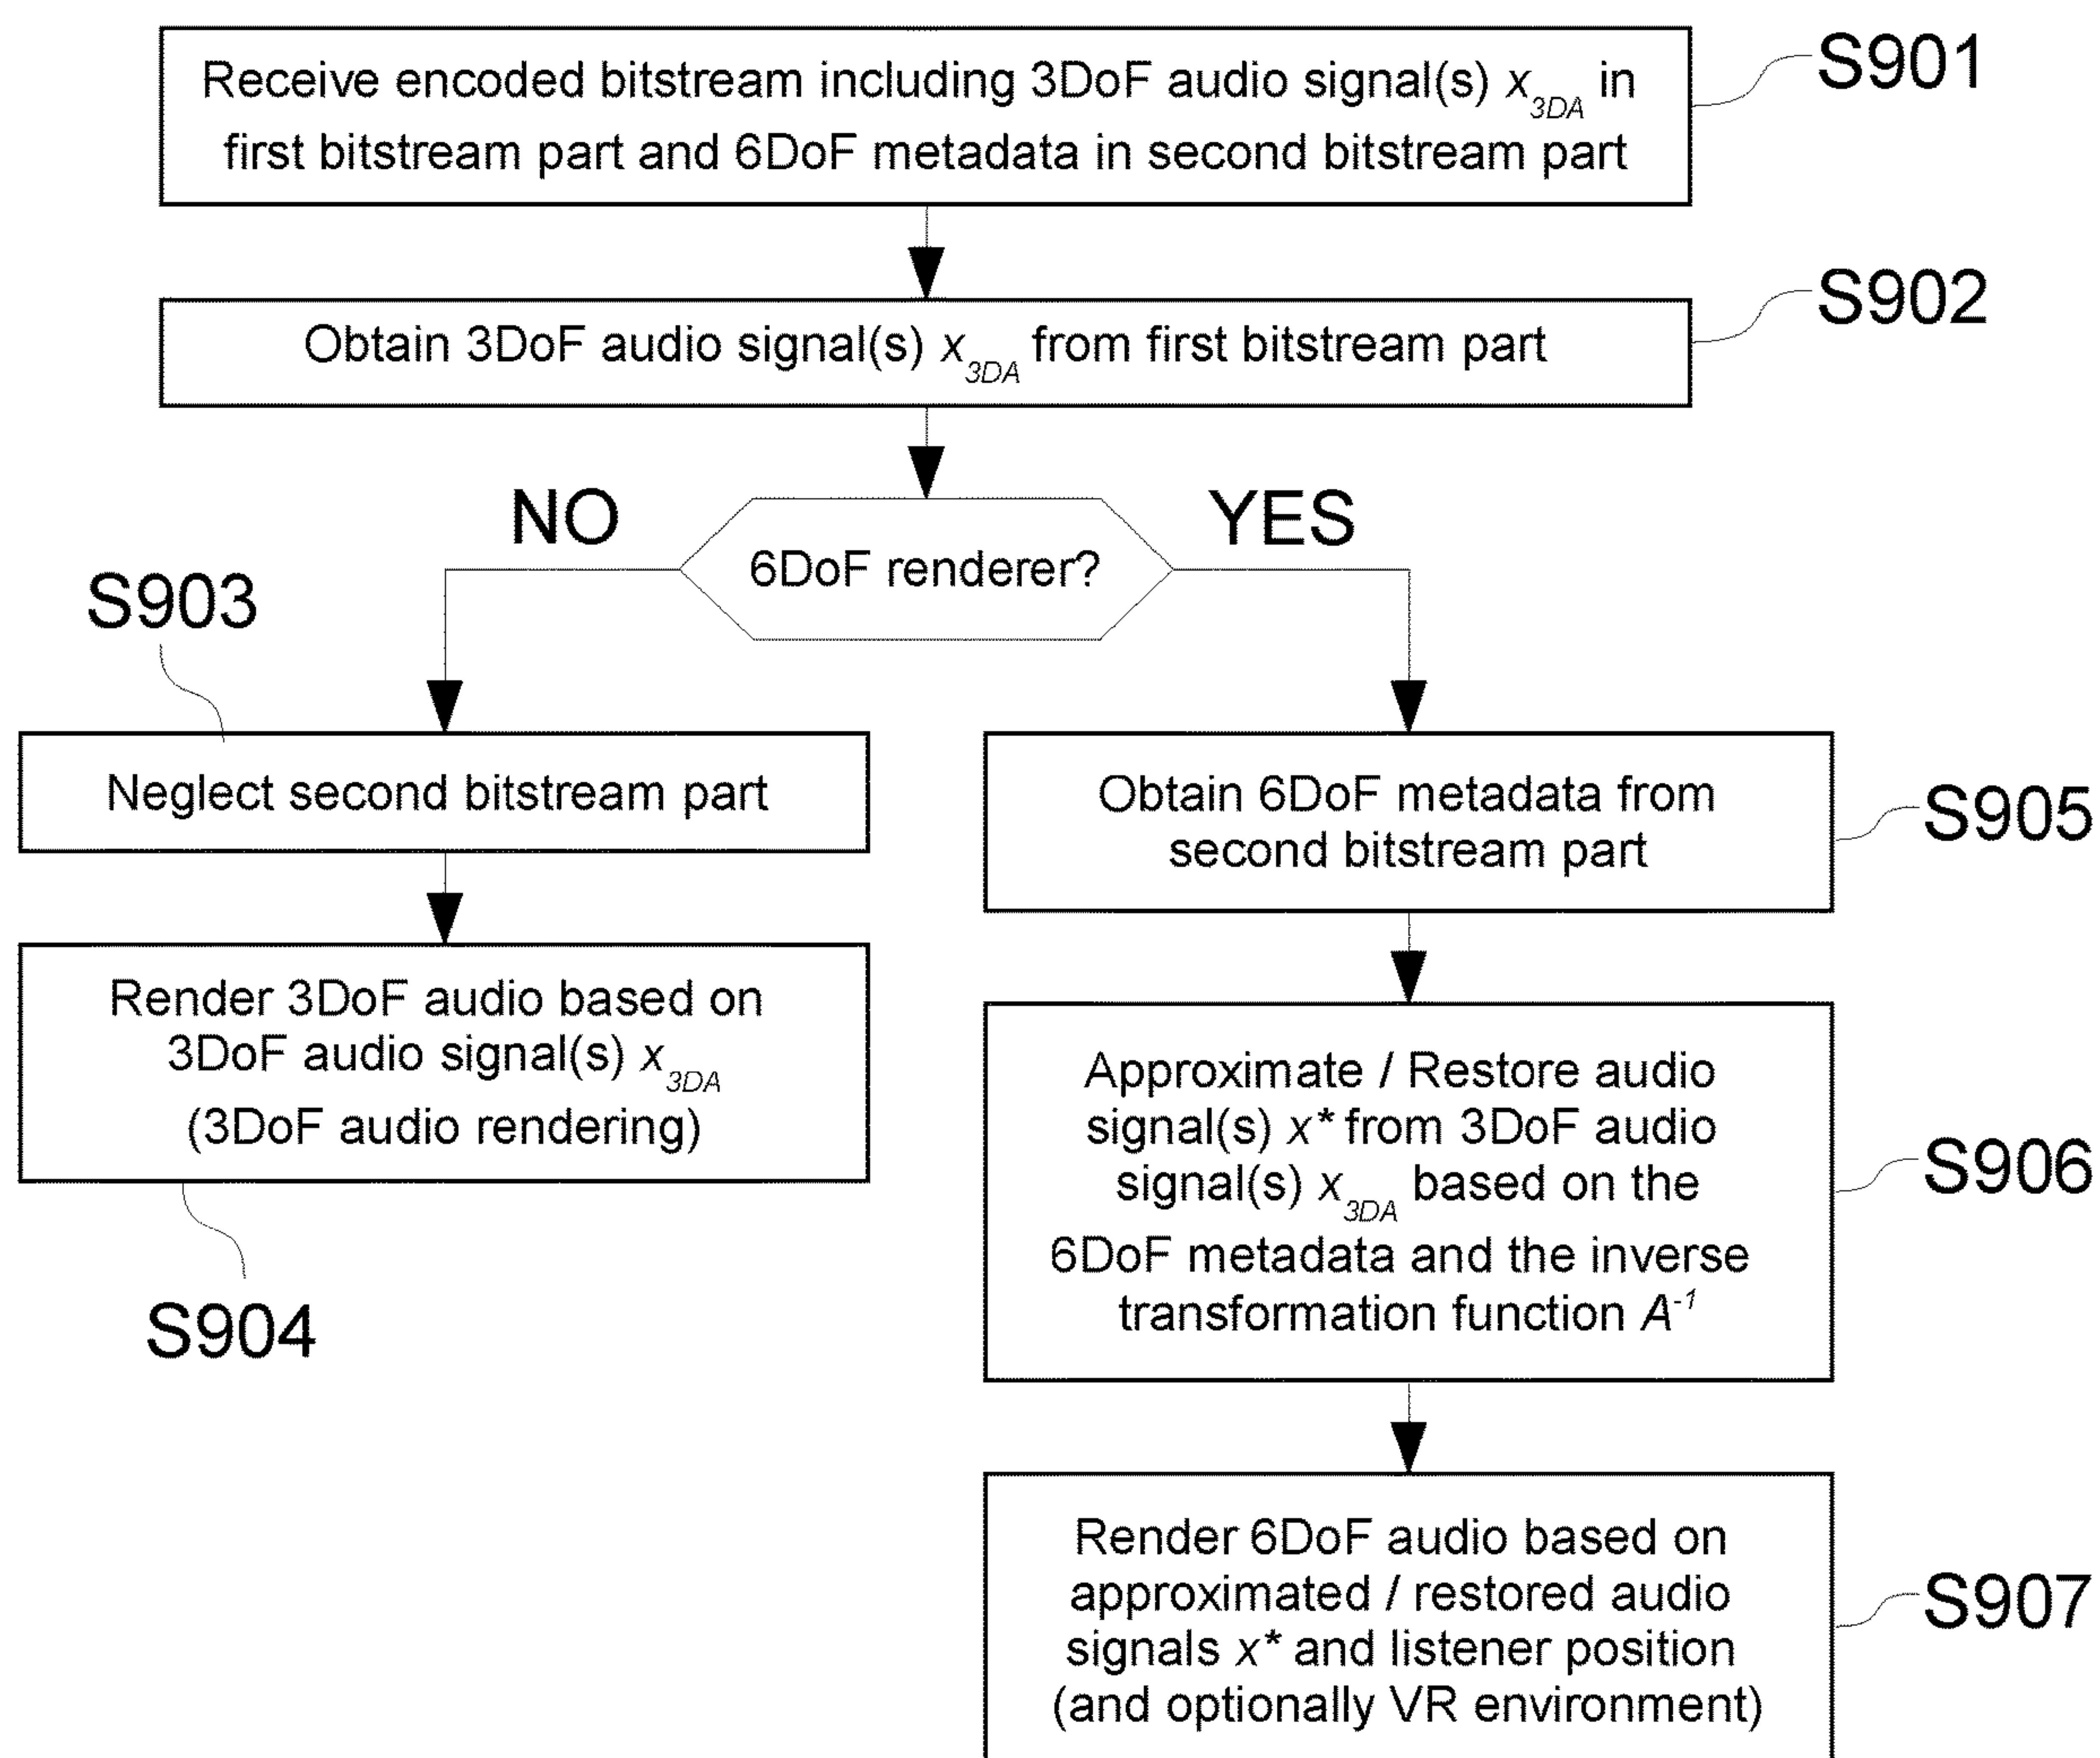 Receive encoded bitstream including 3DoF audio signal(s) x3DA in
first bitstream part and 6DoF metadata in second bitstream part
S901
Obtain 3DoF audio signal(s) x3DA from first bitstream part
S902
NO
YES
6DoF renderer?
S903
Neglect second bitstream part
Render 3DoF audio based on
3DoF audio signal(s) x3DA
(3DoF audio rendering)
S904
Obtain 6DoF metadata from
second bitstream part
S905
Approximate / Restore audio
signal(s) x* from 3DoF audio
signal(s) x3DA based on the
6DoF metadata and the inverse
transformation function A-1
S906
Render 6DoF audio based on
approximated / restored audio
signals x* and listener position
(and optionally VR environment)
S907